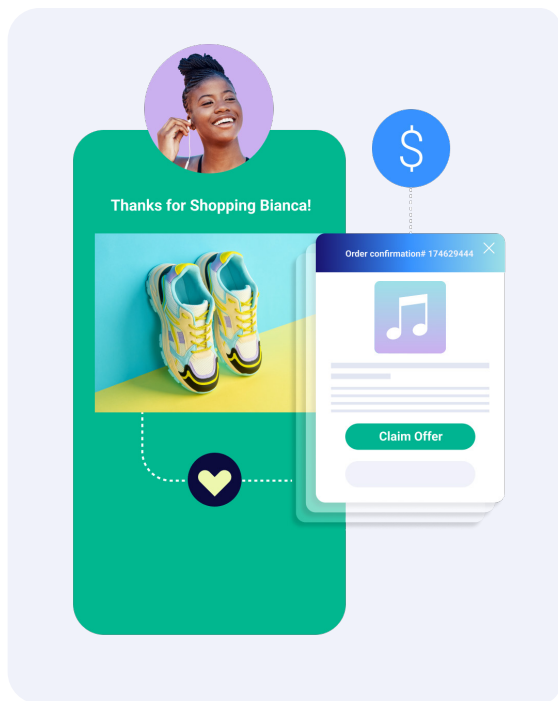 Thanks for Shopping Bianca!
$
Order confirmation# 174629444
Claim Offer